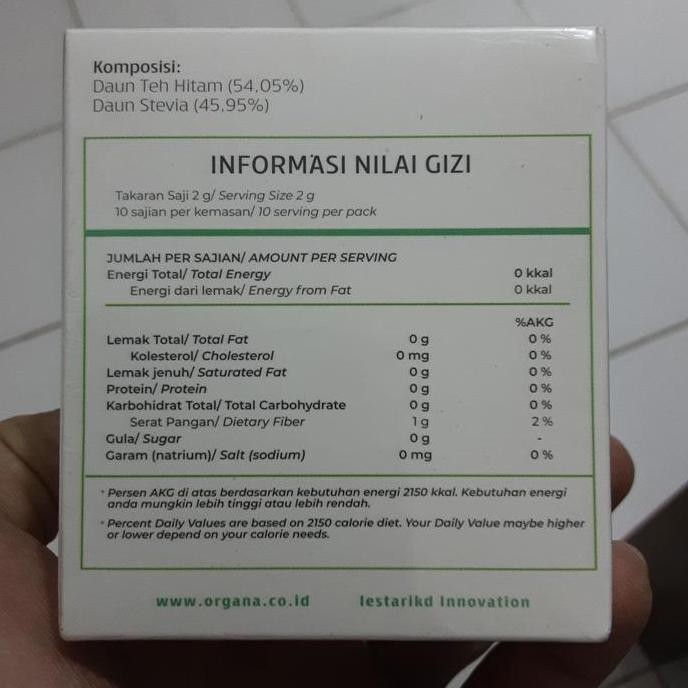 Komposisi:
Daun Teh Hitam (54,05%)
Daun Stevia (45,95%)
INFORMASI NILAI GIZI
Takaran Saji 2 g/ Serving Size 2 g
10 sajian per kemasan/ 10 serving per pack
JUMLAH PER SAJIAN/ AMOUNT PER SERVING
Energi Total/ Total Energy 0 kkal
Energi dari lemak/ Energy from Fat 0 kkal
%AKG
Lemak Total/ Total Fat 0 g 0 %
Kolesterol/ Cholesterol 0 mg 0 %
Lemak jenuh/ Saturated Fat 0 g 0 %
Protein/ Protein 0 g 0 %
Karbohidrat Total/ Total Carbohydrate 0 g 0 %
Serat Pangan/ Dietary Fiber 1 g 2 %
Gula/ Sugar 0 g -
Garam (natrium)/ Salt (sodium) 0 mg 0 %
* Persen AKG di atas berdasarkan kebutuhan energi 2150 kkal. Kebutuhan energi
anda mungkin lebih tinggi atau lebih rendah.
* Percent Daily Values are based on 2150 calorie diet. Your Daily Value maybe higher
or lower depend on your calorie needs.
www.organa.co.id lestarikd Innovation